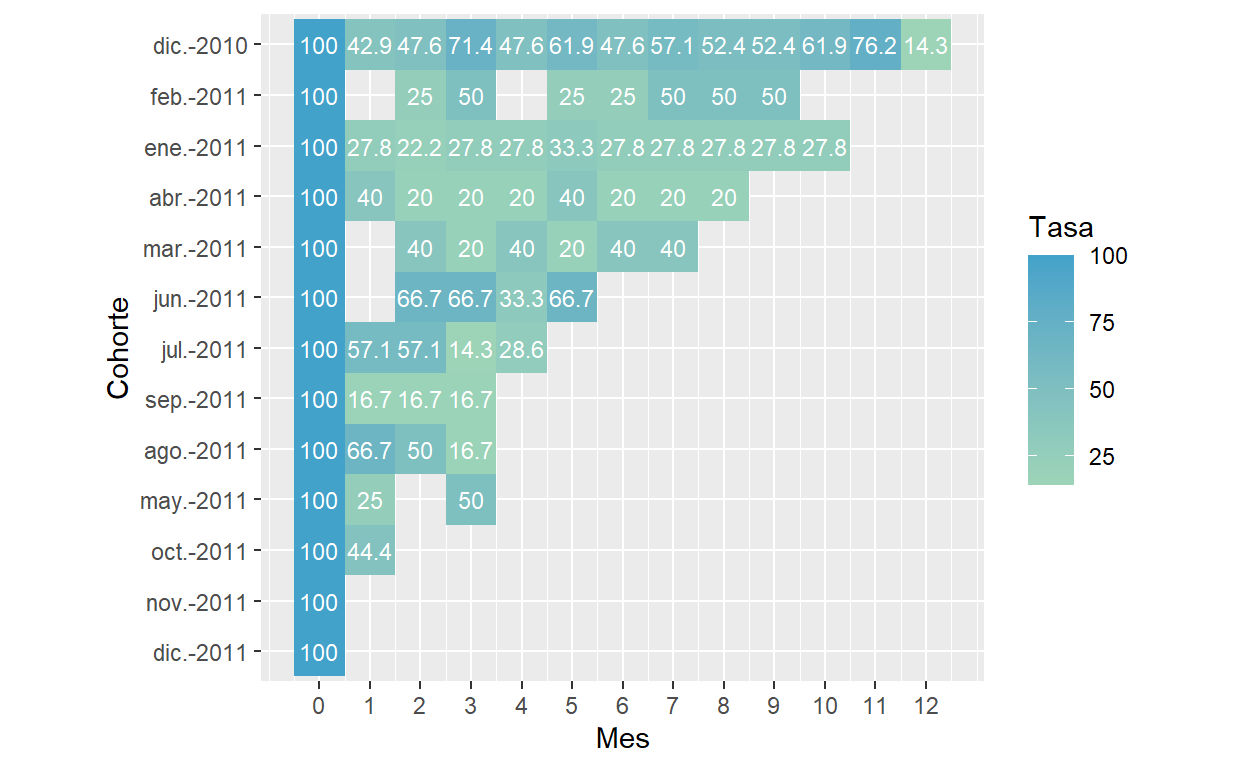 dic.-2010 100 42.9 47.6 71.4 47.6 61.9 47.6 57.1 52.4 52.4 61.9 76.2 14.3
feb.-2011 100 25 50 25 25 50 50 50
ene.-2011 100 27.8 22.2 27.8 27.8 33.3 27.8 27.8 27.8 27.8 27.8
abr.-2011 100 40 20 20 20 40 20 20 20
mar.-2011 100 40 20 40 20 40 40
jun.-2011 100 66.7 66.7 33.3 66.7
jul.-2011 100 57.1 57.1 14.3 28.6
sep.-2011 100 16.7 16.7 16.7
ago.-2011 100 66.7 50 16.7
may.-2011 100 25 50
oct.-2011 100 44.4
nov.-2011 100
dic.-2011 100
0 1 2 3 4 5 6 7 8 9 10 11 12
Mes
Cohorte
Tasa
100
75
50
25